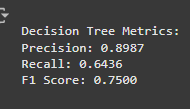 Decision Tree Metrics:
Precision: 0.8987
Recall: 0.6436
F1 Score: 0.7500